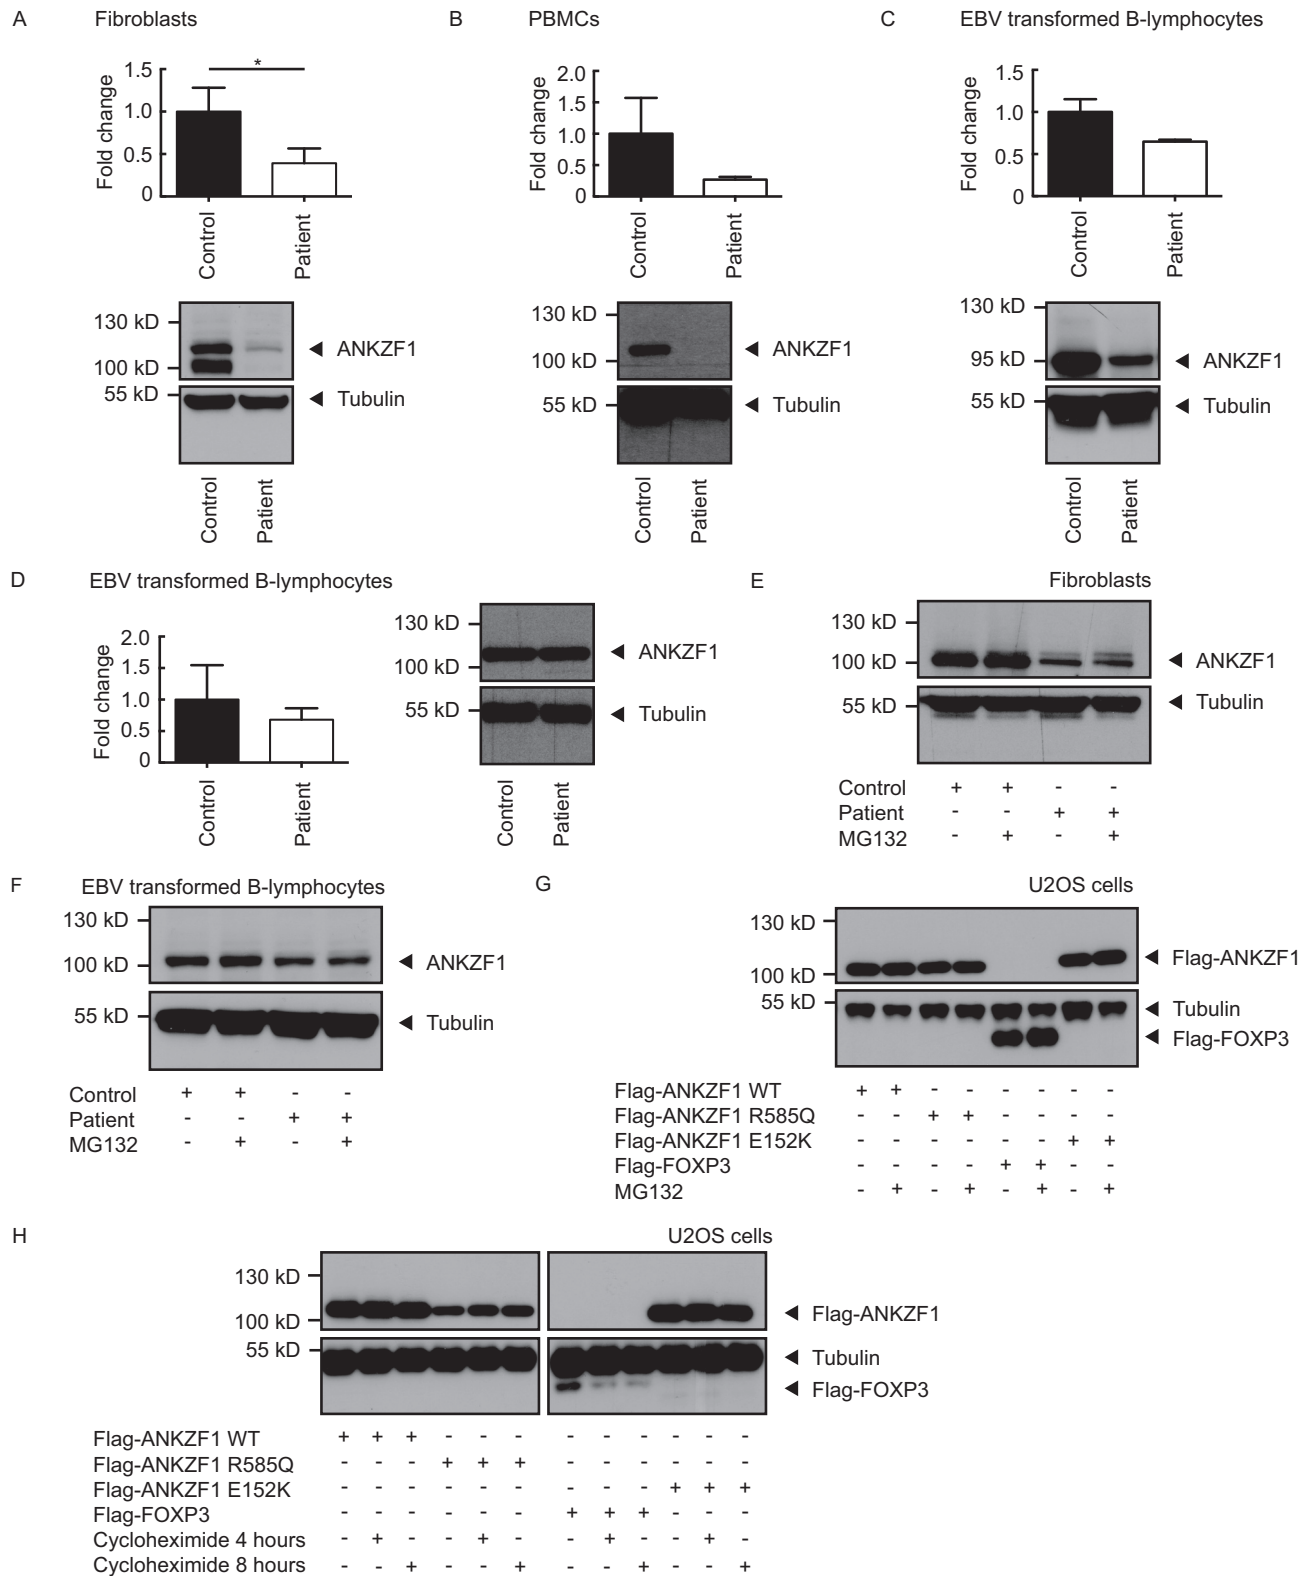 A Fibroblasts
Fold change
1.5
*
1.0
0.5
0
Control
Patient
130 kD
ANKZF1
100 kD
55 kD
Tubulin
Control
Patient
B PBMCs
Fold change
2.0
1.5
1.0
0.5
0
Control
Patient
130 kD
ANKZF1
100 kD
55 kD
Tubulin
Control
Patient
C EBV transformed B-lymphocytes
Fold change
1.5
1.0
0.5
0
Control
Patient
130 kD
95 kD
ANKZF1
55 kD
Tubulin
Control
Patient
D EBV transformed B-lymphocytes
Fold change
2.0
1.5
1.0
0.5
0
Control
Patient
130 kD
ANKZF1
100 kD
55 kD
Tubulin
Control
Patient
E Fibroblasts
130 kD
100 kD
ANKZF1
55 kD
Tubulin
Control + + - -
Patient - - + +
MG132 - + - +
F EBV transformed B-lymphocytes
130 kD
100 kD
ANKZF1
55 kD
Tubulin
Control + + - -
Patient - - + +
MG132 - + - +
G U2OS cells
130 kD
Flag-ANKZF1
100 kD
55 kD
Tubulin
Flag-FOXP3
Flag-ANKZF1 WT + + - - - - - -
Flag-ANKZF1 R585Q - - + + - - - -
Flag-ANKZF1 E152K - - - - - - + +
Flag-FOXP3 - - - - + + - -
MG132 - + - + - + - +
H U2OS cells
130 kD
Flag-ANKZF1
100 kD
55 kD
Tubulin
Flag-FOXP3
Flag-ANKZF1 WT + + + - - - - - - - - -
Flag-ANKZF1 R585Q - - - + + + - - - - - -
Flag-ANKZF1 E152K - - - - - - - - - + + +
Flag-FOXP3 - - - - - - + + + - - -
Cycloheximide 4 hours - + - - + - - + - - + -
Cycloheximide 8 hours - - + - - + - - + - - +